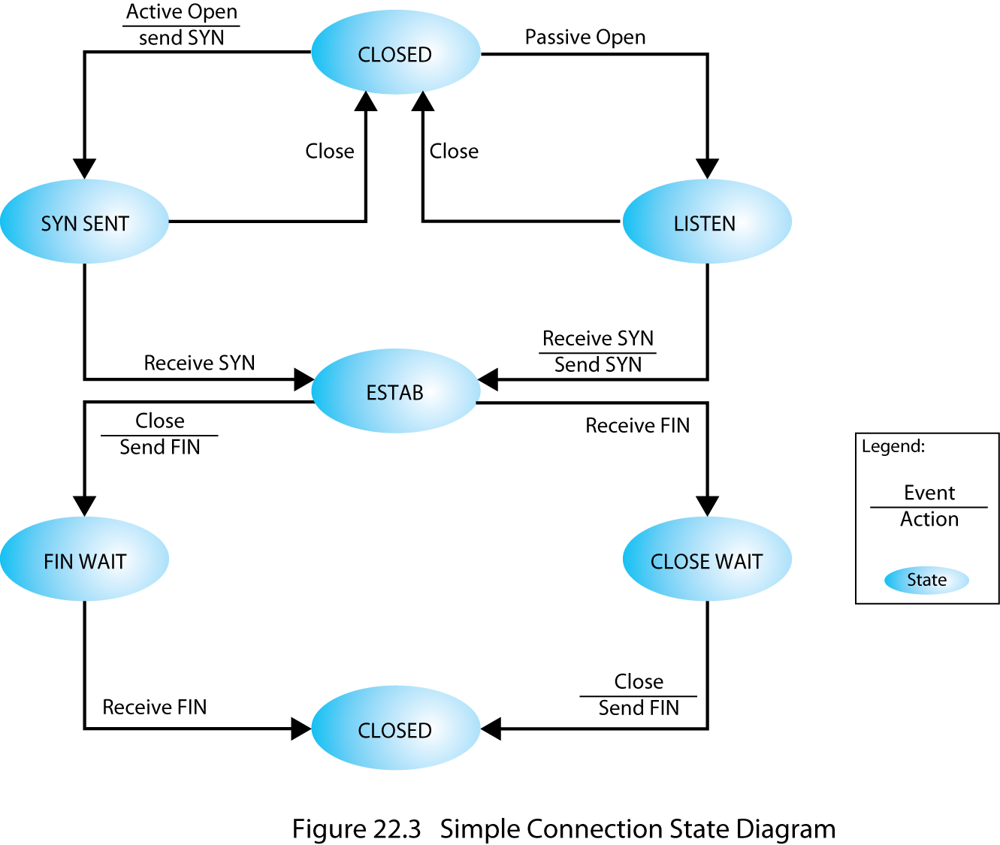 Active Open
send SYN
CLOSED
Passive Open
Close
Close
SYN SENT
LISTEN
Receive SYN
Receive SYN
Send SYN
ESTAB
Close
Send FIN
Receive FIN
Legend:
Event
Action
State
FIN WAIT
CLOSE WAIT
Receive FIN
Close
Send FIN
CLOSED
Figure 22.3 Simple Connection State Diagram